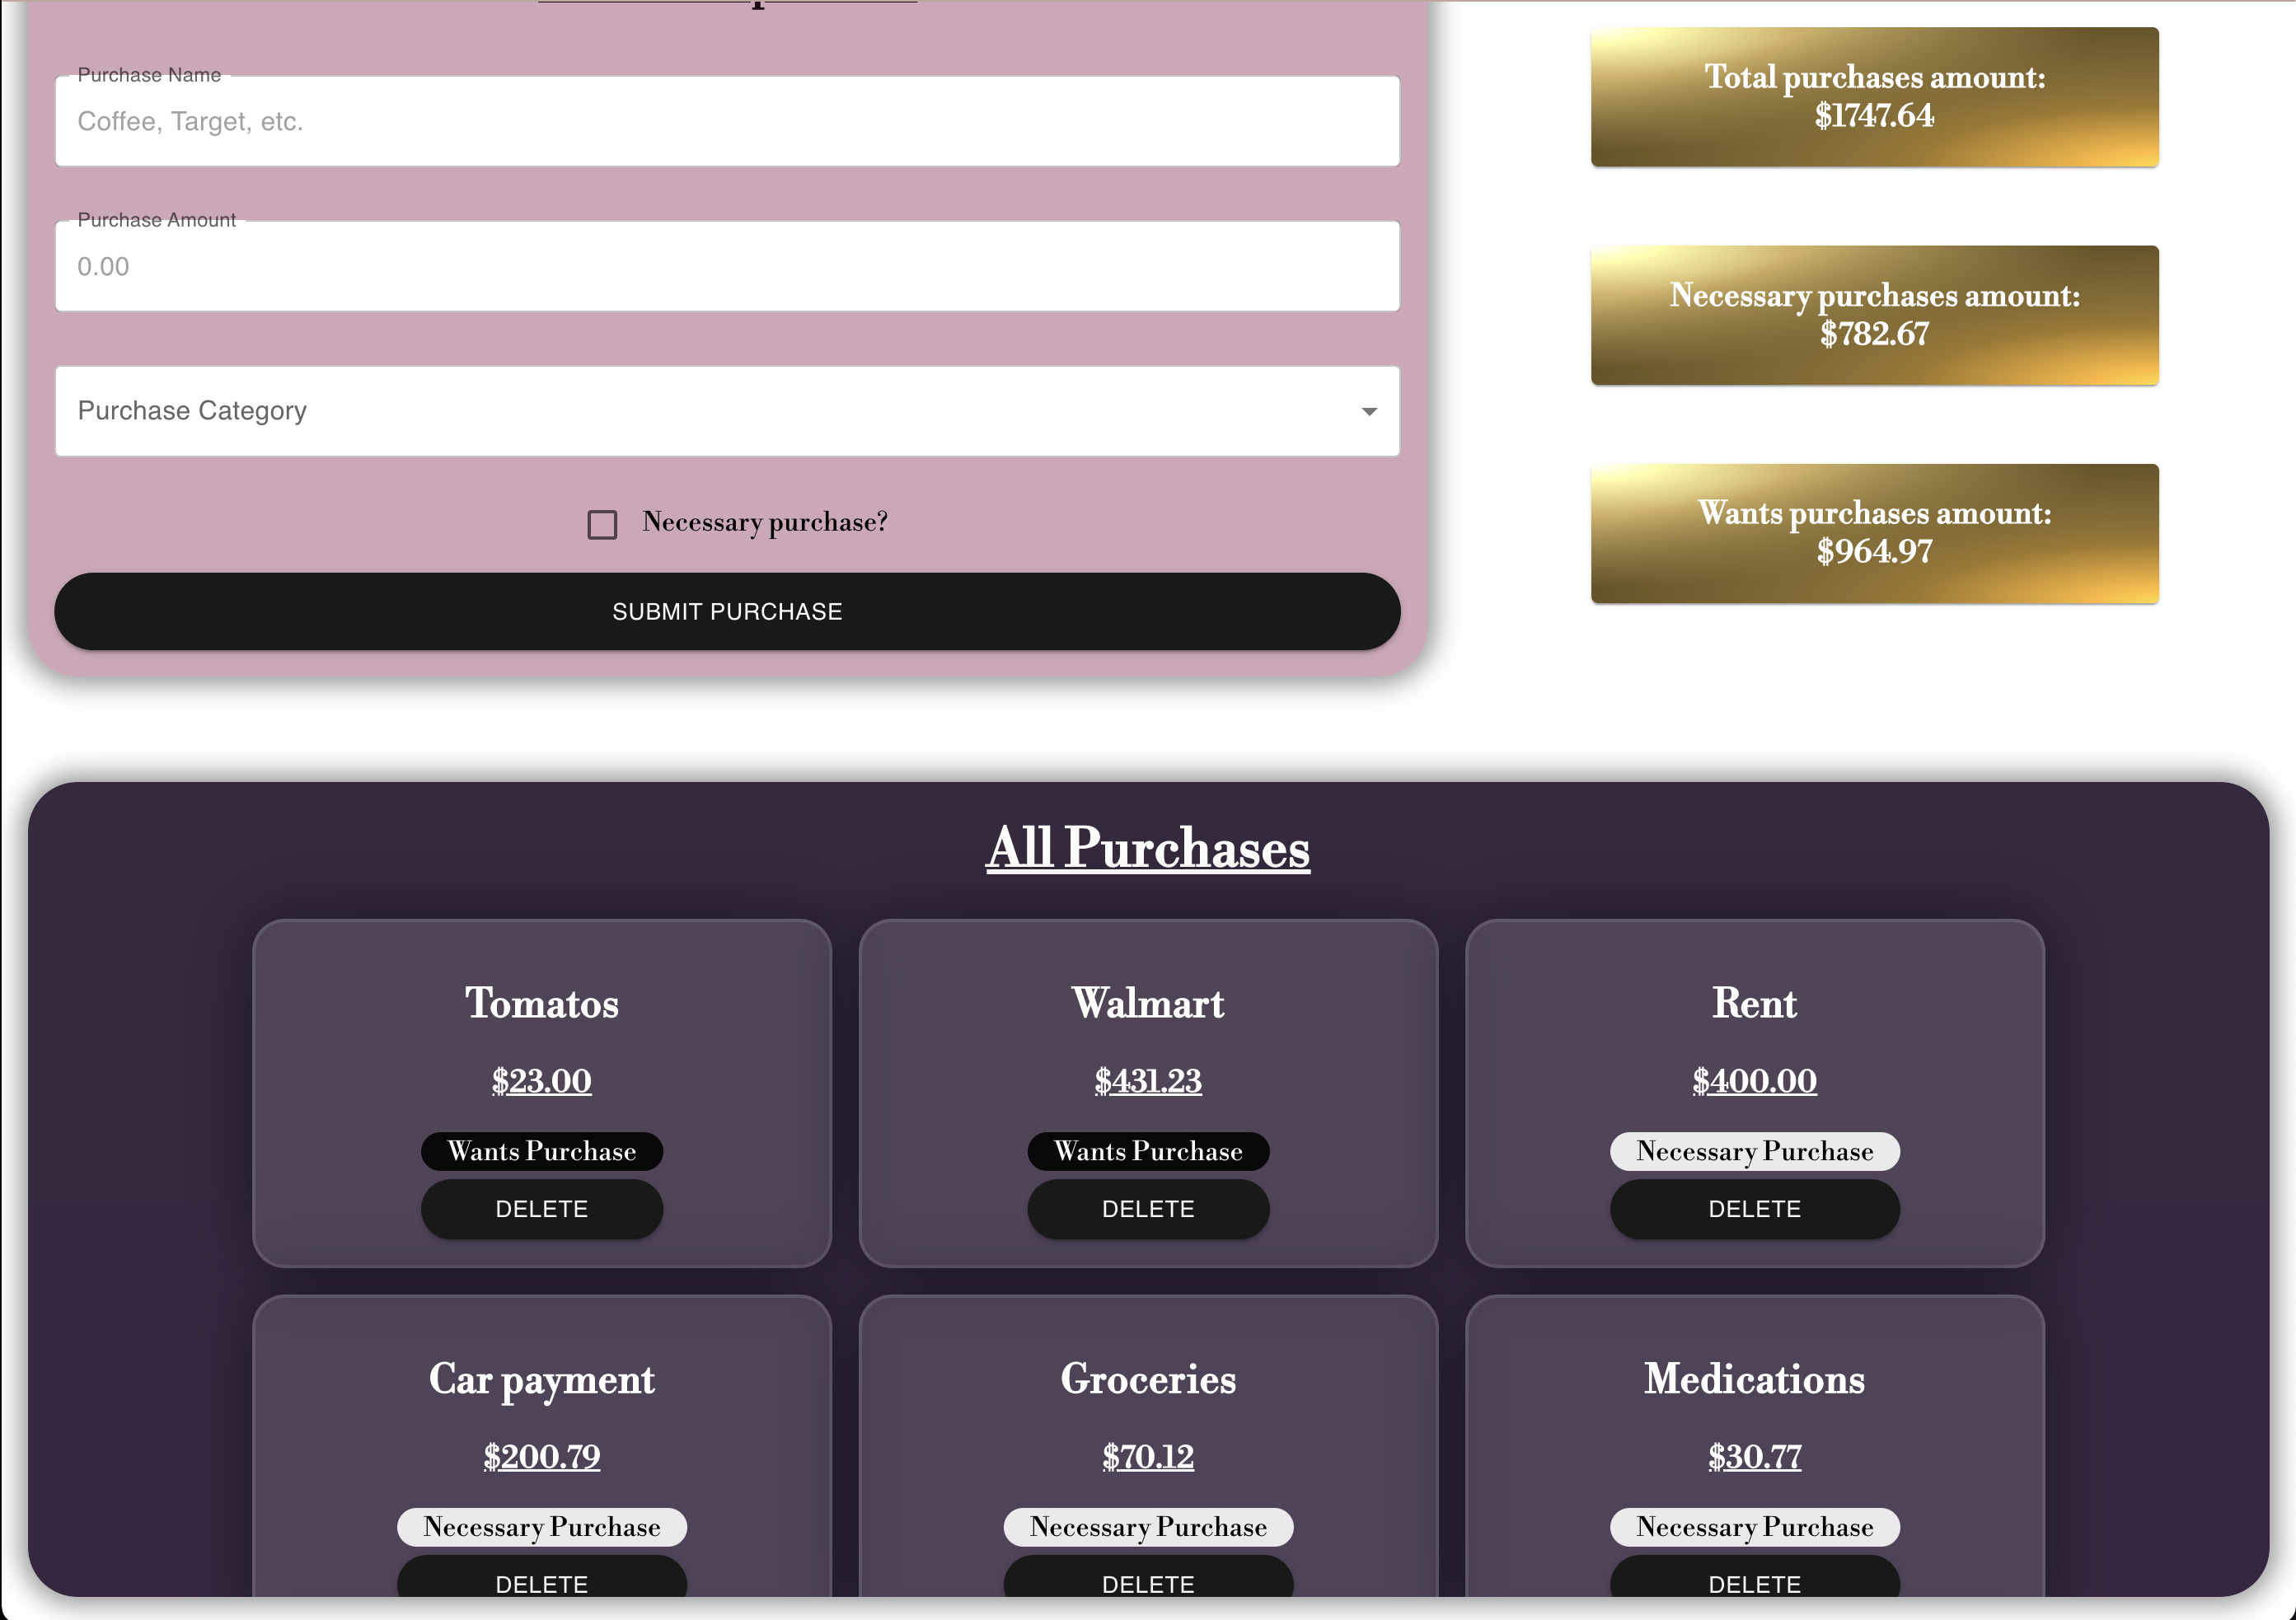 Purchase Name
Coffee, Target, etc.
Purchase Amount
0.00
Purchase Category
Necessary purchase?
SUBMIT PURCHASE
Total purchases amount:
$1747.64
Necessary purchases amount:
$782.67
Wants purchases amount:
$964.97
All Purchases
Tomatos
$23.00
Wants Purchase
DELETE
Walmart
$431.23
Wants Purchase
DELETE
Rent
$400.00
Necessary Purchase
DELETE
Car payment
$200.79
Necessary Purchase
DELETE
Groceries
$70.12
Necessary Purchase
DELETE
Medications
$30.77
Necessary Purchase
DELETE